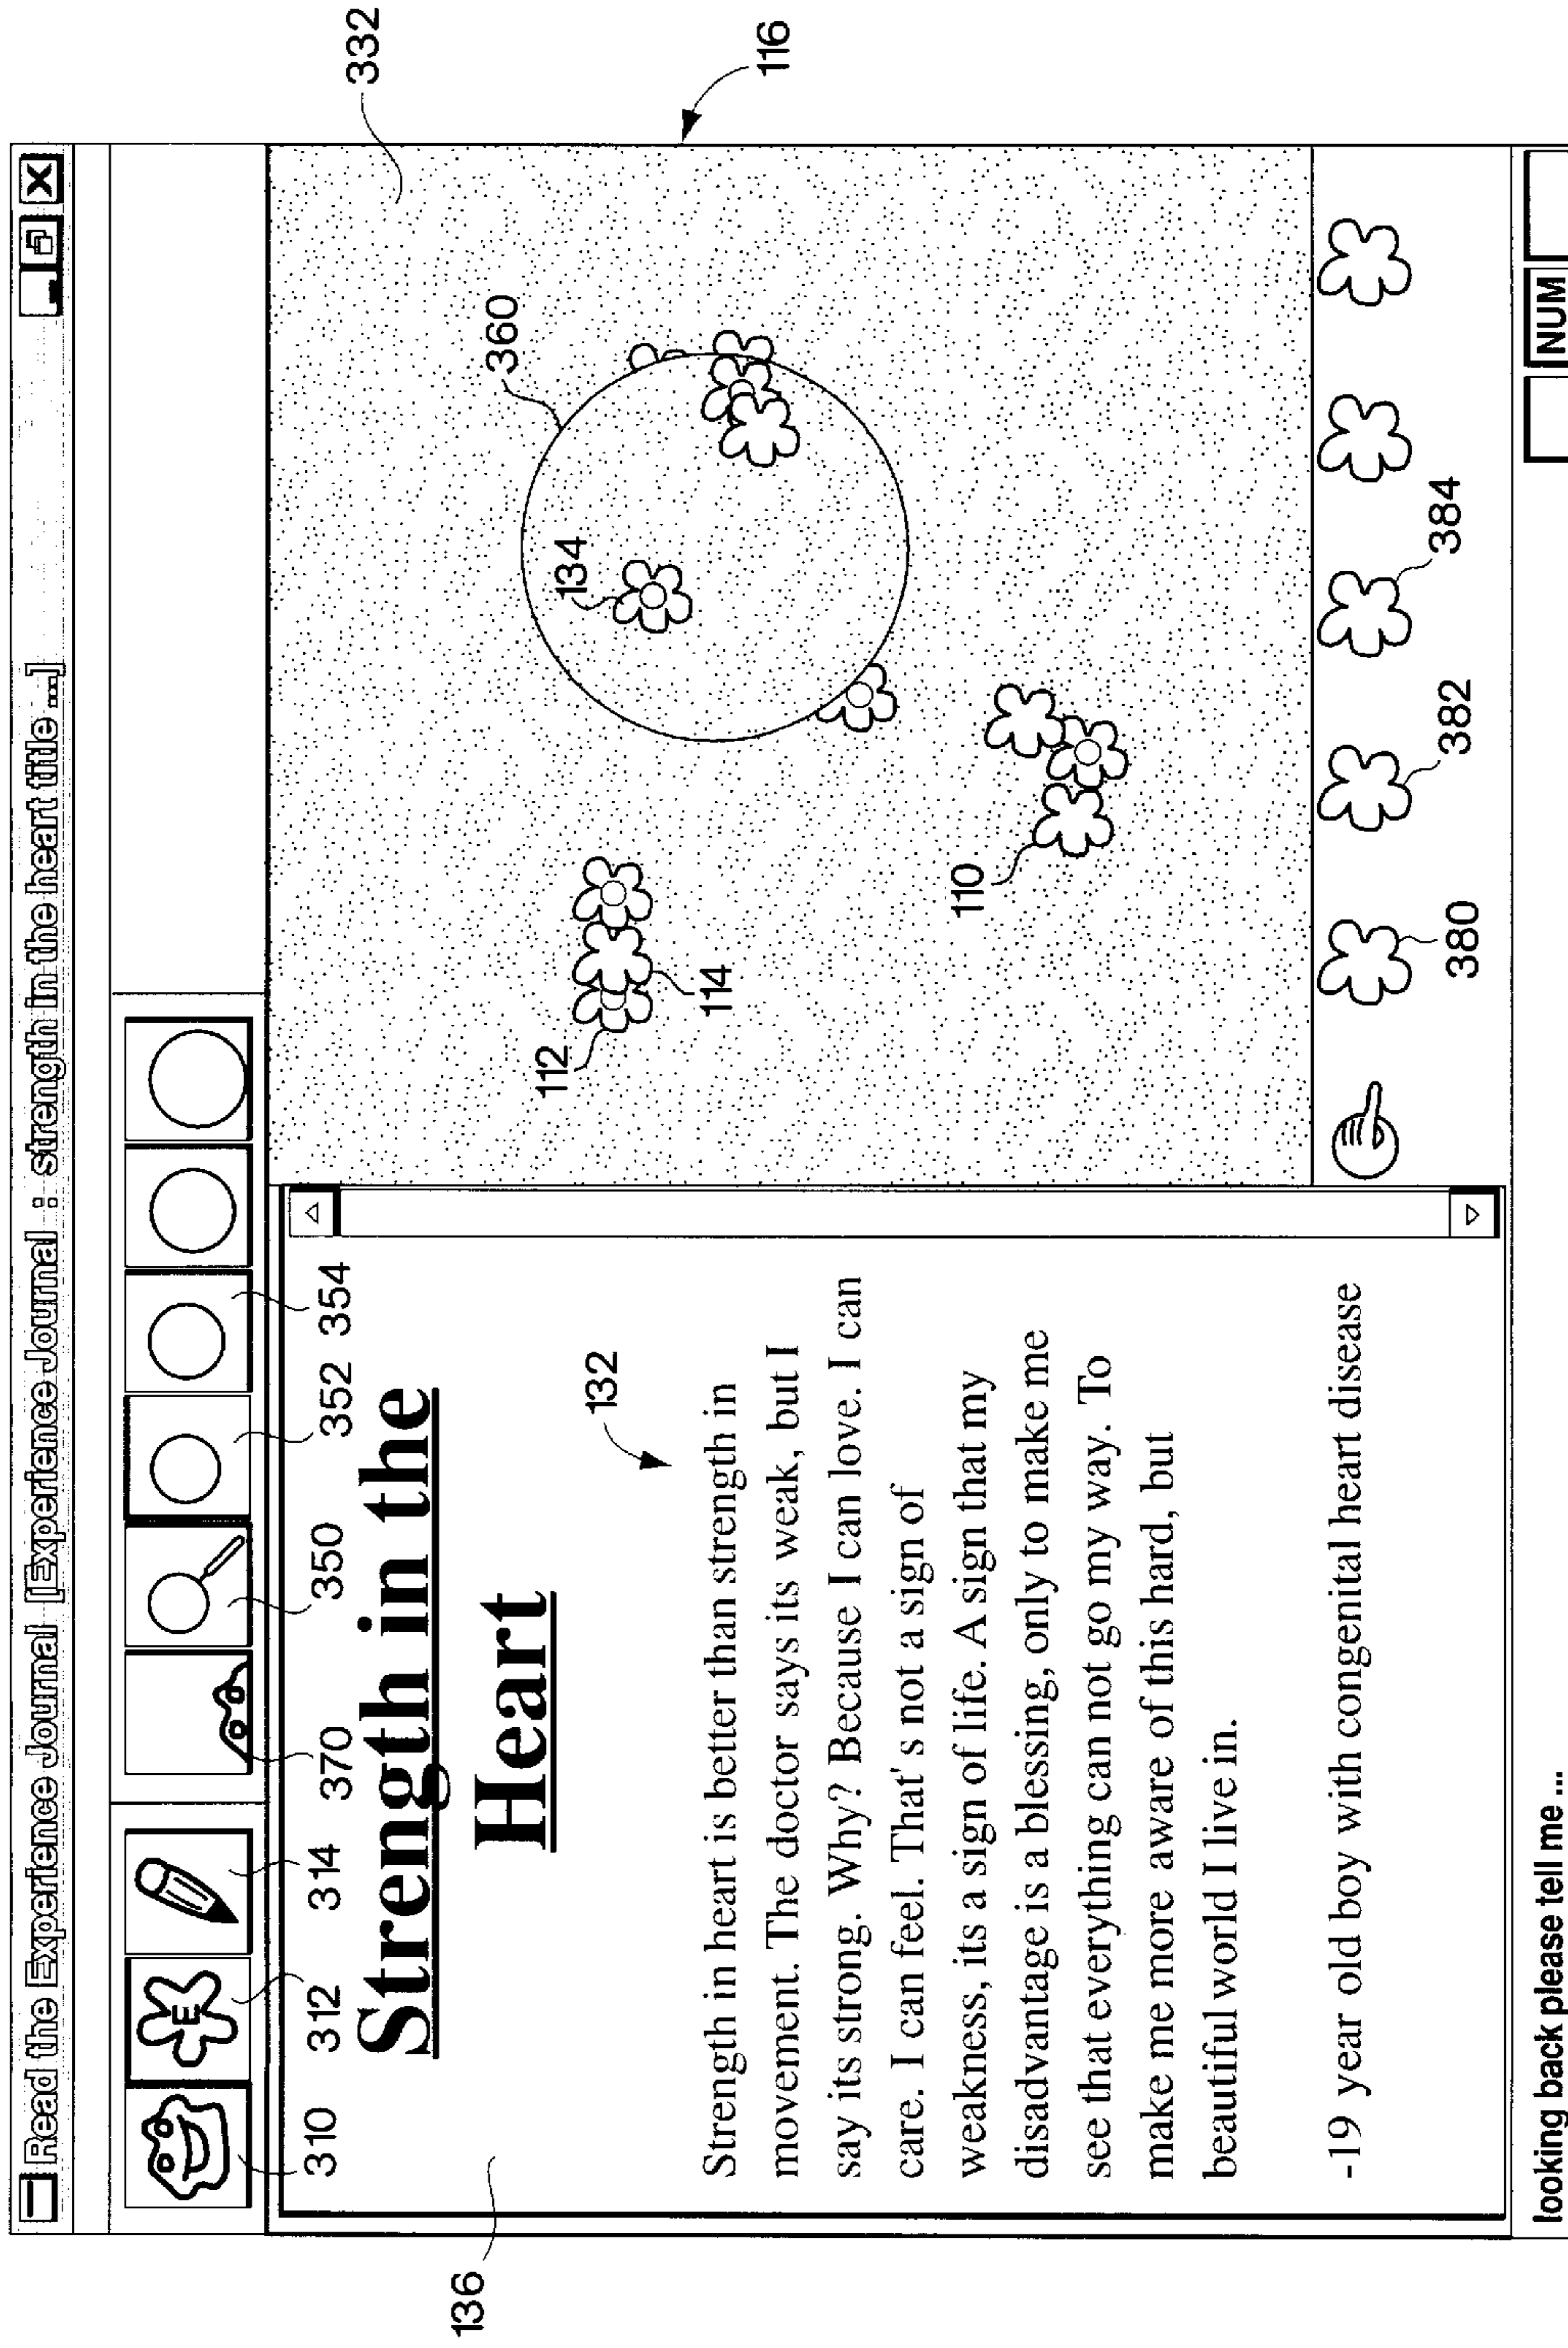 Read the Experience Journal [Experience Journal : strength in the heart title ...]
X
E
310
312
314
370
350
352
354
136
Strength in the
Heart
132
Strength in heart is better than strength in
movement. The doctor says its weak, but I
say its strong. Why? Because I can love. I can
care. I can feel. That's not a sign of
weakness, its a sign of life. A sign that my
disadvantage is a blessing, only to make me
see that everything can not go my way. To
make me more aware of this hard, but
beautiful world I live in.
-19 year old boy with congenital heart disease
332
116
360
134
112
114
110
380
382
384
looking back please tell me ...
NUM